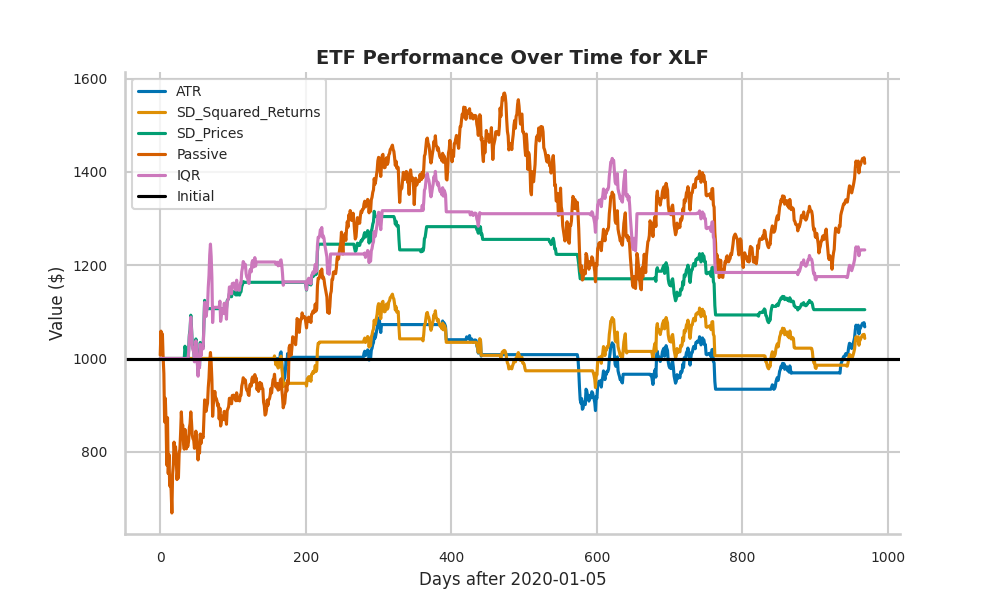 ETF Performance Over Time for XLF
1600
1400
1200
1000
800
Value ($)
ATR
SD_Squared_Returns
SD_Prices
Passive
IQR
Initial
0 200 400 600 800 1000
Days after 2020-01-05